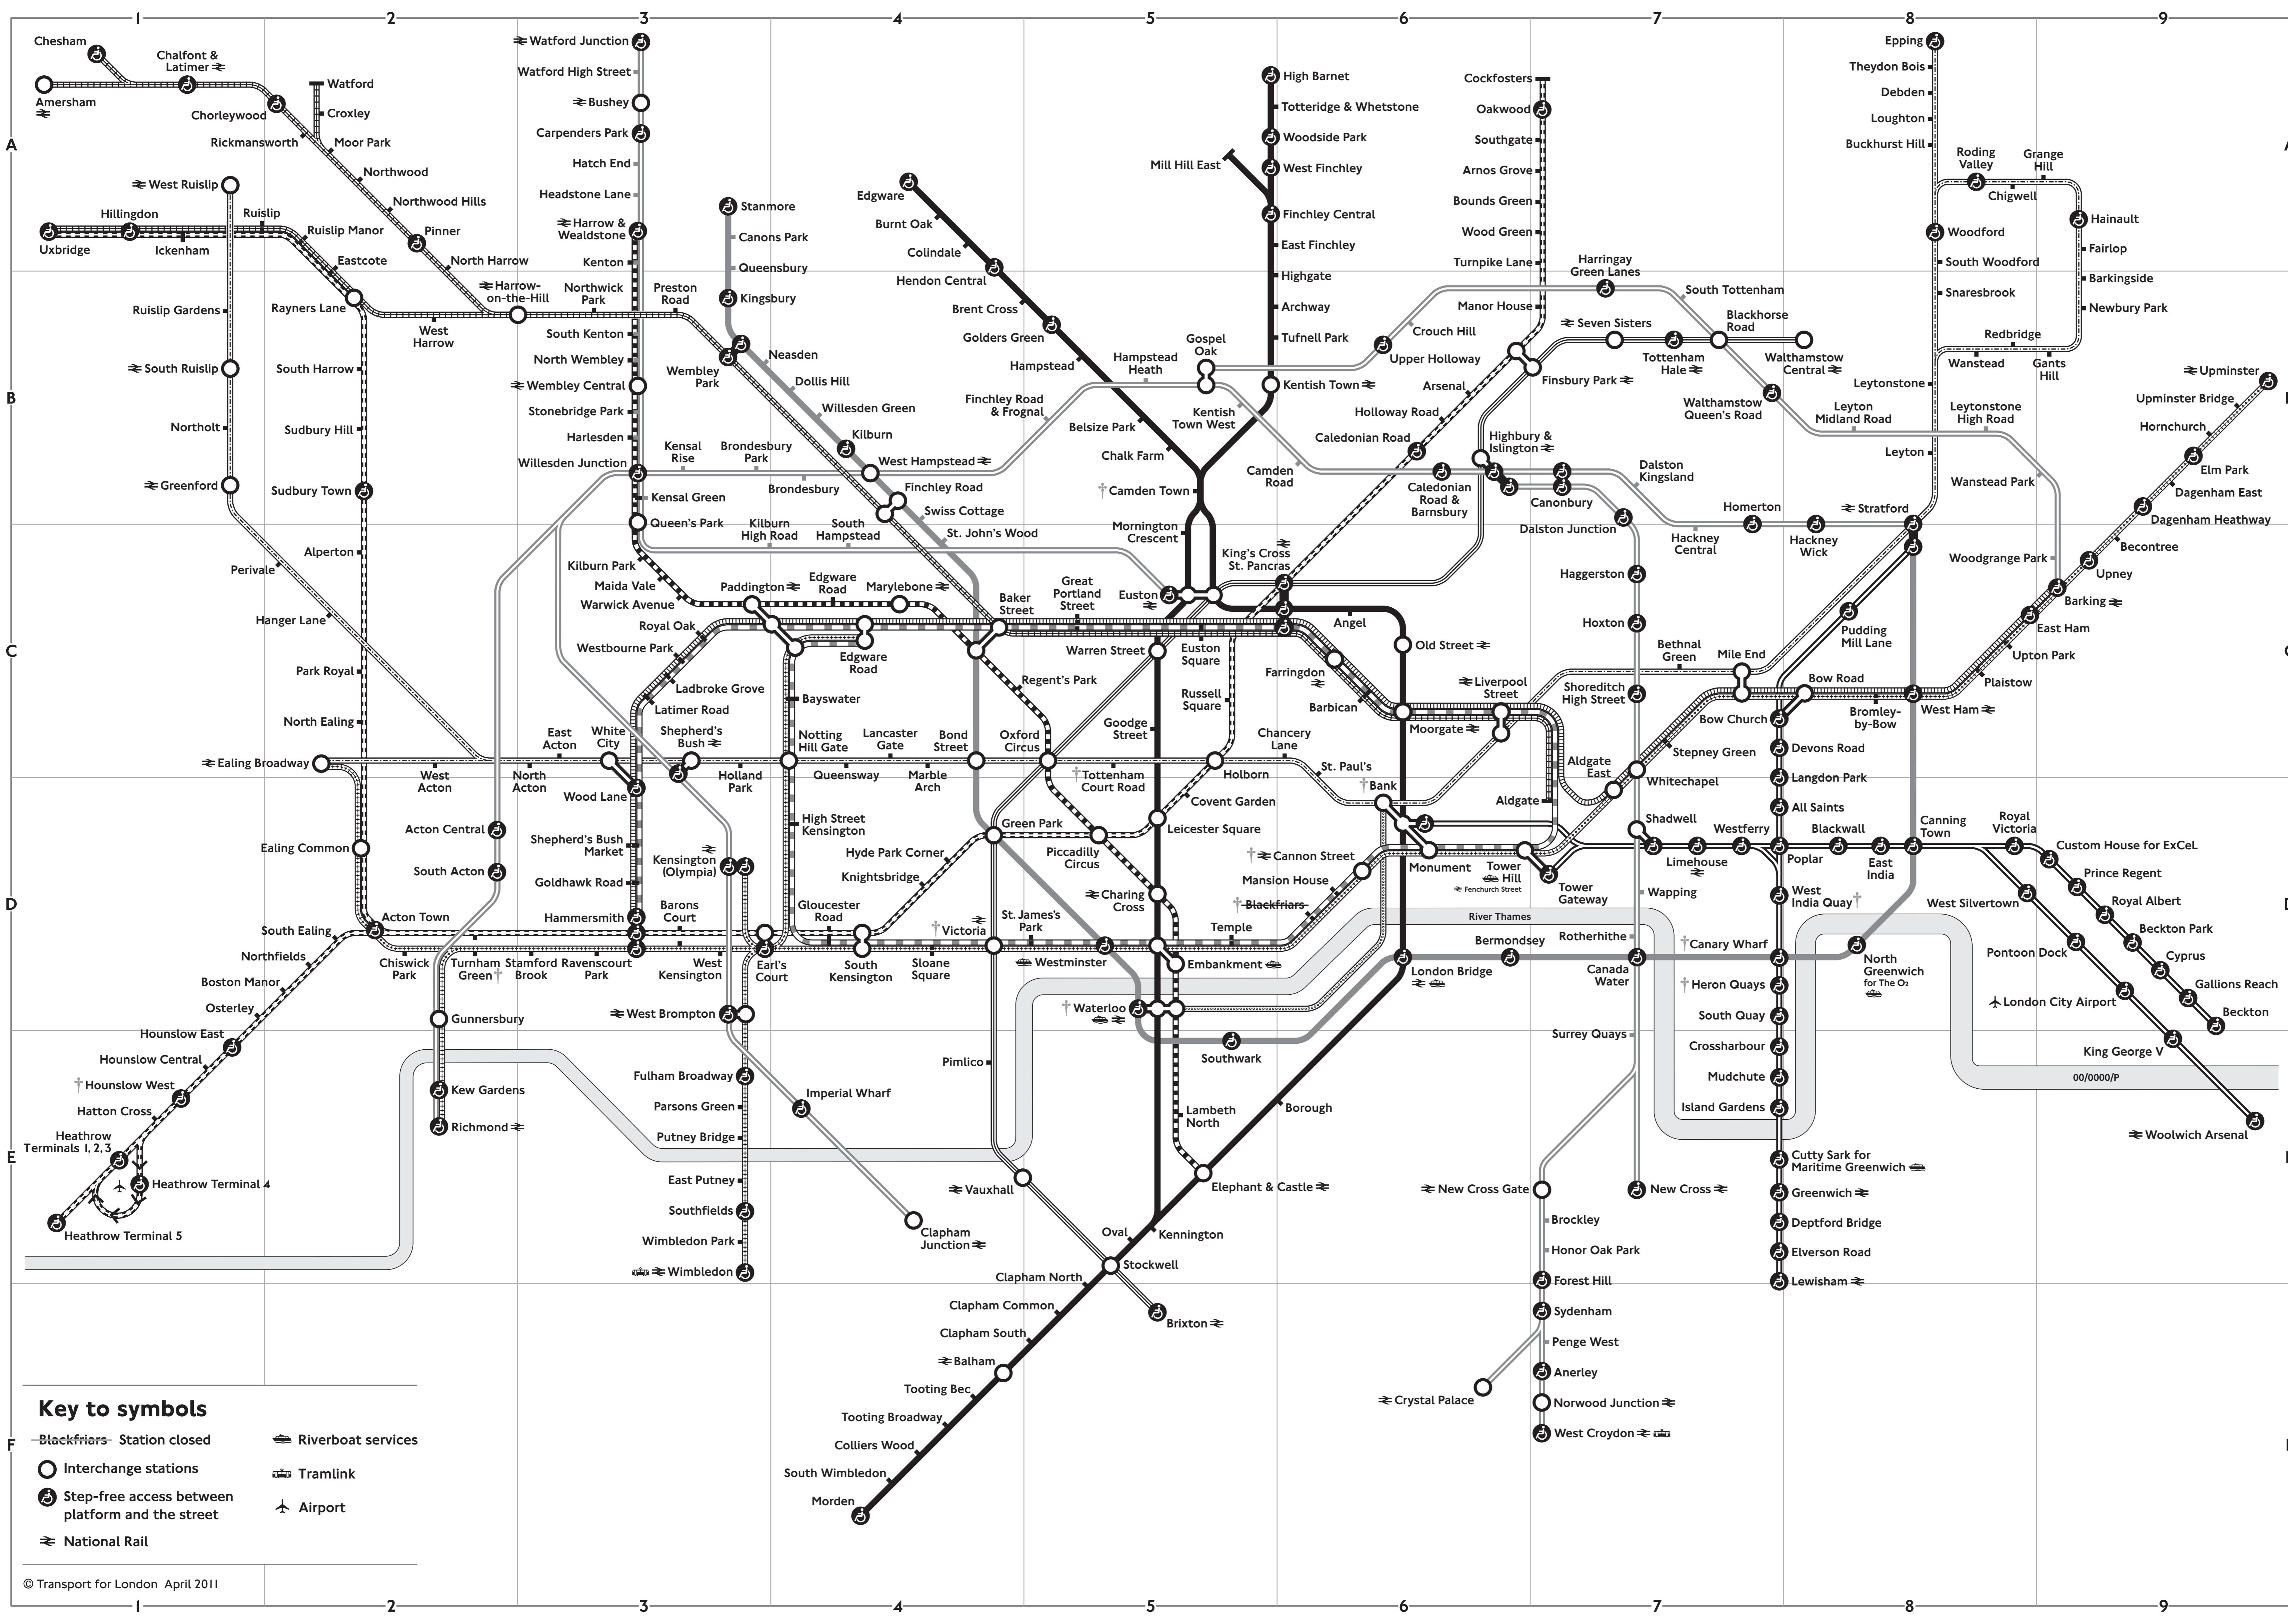 1 2 3 4 5 6 7 8 9
Chesham
Chalfont &
Latimer
Amersham
Chorleywood
Rickmansworth
Watford
Croxley
Moor Park
Northwood
Northwood Hills
Pinner
North Harrow
Harrow-
on-the-Hill
A
West Ruislip
Hillingdon
Ruislip
Ruislip Manor
Uxbridge
Ickenham
Eastcote
Rayners Lane
West
Harrow
Northwick
Park
Preston
Road
Watford Junction
Watford High Street
Bushey
Carpenders Park
Hatch End
Headstone Lane
Harrow &
Wealdstone
Kenton
South Kenton
North Wembley
Wembley Central
Stonebridge Park
Harlesden
Willesden Junction
Kensal Green
Queen's Park
Kilburn Park
Maida Vale
Warwick Avenue
Stanmore
Canons Park
Queensbury
Kingsbury
Wembley
Park
Neasden
Dollis Hill
Willesden Green
Kilburn
West Hampstead
Finchley Road
Swiss Cottage
St. John's Wood
Edgware
Burnt Oak
Colindale
Hendon Central
Brent Cross
Golders Green
Hampstead
Belsize Park
Chalk Farm
†Camden Town
Mornington
Crescent
Mill Hill East
High Barnet
Totteridge & Whetstone
Woodside Park
West Finchley
Finchley Central
East Finchley
Highgate
Archway
Tufnell Park
Kentish Town
Cockfosters
Oakwood
Southgate
Arnos Grove
Bounds Green
Wood Green
Turnpike Lane
Manor House
Finsbury Park
Arsenal
Holloway Road
Caledonian Road
Harringay
Green Lanes
South Tottenham
Crouch Hill
Upper Holloway
Gospel
Oak
Hampstead
Heath
Finchley Road
& Frognal
Kentish
Town West
Camden
Road
Seven Sisters
Tottenham
Hale
Blackhorse
Road
Walthamstow
Central
Walthamstow
Queen's Road
Leyton
Midland Road
Leytonstone
High Road
Wanstead Park
Woodgrange Park
Epping
Theydon Bois
Debden
Loughton
Buckhurst Hill
Roding
Valley
Grange
Hill
Chigwell
Hainault
Woodford
Fairlop
South Woodford
Barkingside
Snaresbrook
Newbury Park
Redbridge
Wanstead
Gants
Hill
Leytonstone
Leyton
Stratford
Upminster
Upminster Bridge
Hornchurch
Elm Park
Dagenham East
Dagenham Heathway
Becontree
Upney
Barking
East Ham
Upton Park
Plaistow
West Ham
B
Ruislip Gardens
South Ruislip
Northolt
Greenford
Perivale
Hanger Lane
South Harrow
Sudbury Hill
Sudbury Town
Alperton
Park Royal
North Ealing
Kensal
Rise
Brondesbury
Park
Brondesbury
Kilburn
High Road
South
Hampstead
Highbury &
Islington
Caledonian
Road &
Barnsbury
Canonbury
Dalston
Kingsland
Dalston Junction
Hackney
Central
Homerton
Hackney
Wick
Haggerston
Hoxton
Shoreditch
High Street
C
Paddington
Edgware
Road
Marylebone
Baker
Street
Great
Portland
Street
Euston
King's Cross
St. Pancras
Angel
Old Street
Royal Oak
Westbourne Park
Ladbroke Grove
Latimer Road
Edgware
Road
Bayswater
Warren Street
Euston
Square
Regent's Park
Russell
Square
Farringdon
Barbican
Moorgate
Liverpool
Street
Bethnal
Green
Mile End
Pudding
Mill Lane
Bow Road
Bow Church
Bromley-
by-Bow
Stepney Green
Devons Road
Langdon Park
All Saints
Ealing Broadway
West
Acton
North
Acton
East
Acton
White
City
Shepherd's
Bush
Holland
Park
Notting
Hill Gate
Queensway
Lancaster
Gate
Marble
Arch
Bond
Street
Oxford
Circus
Goodge
Street
†Tottenham
Court Road
Holborn
Chancery
Lane
St. Paul's
†Bank
Aldgate
Aldgate
East
Whitechapel
Wood Lane
Shepherd's Bush
Market
Goldhawk Road
Hammersmith
Acton Central
South Acton
Ealing Common
High Street
Kensington
Kensington
(Olympia)
Hyde Park Corner
Knightsbridge
Green Park
Piccadilly
Circus
Covent Garden
Leicester Square
Charing
Cross
†Cannon Street
Mansion House
†Blackfriars
Monument
Tower
Hill
Fenchurch Street
Tower
Gateway
Shadwell
Limehouse
Westferry
Poplar
Blackwall
East
India
Canning
Town
Royal
Victoria
Custom House for ExCeL
Prince Regent
Royal Albert
Beckton Park
Cyprus
Gallions Reach
Beckton
West Silvertown
Pontoon Dock
London City Airport
King George V
Woolwich Arsenal
D
Acton Town
South Ealing
Northfields
Boston Manor
Osterley
Hounslow East
Hounslow Central
†Hounslow West
Hatton Cross
Heathrow
Terminals 1, 2, 3
Heathrow Terminal 4
Heathrow Terminal 5
Chiswick
Park
Turnham
Green†
Stamford
Brook
Ravenscourt
Park
Barons
Court
West
Kensington
Earl's
Court
Gloucester
Road
South
Kensington
Sloane
Square
†Victoria
St. James's
Park
Westminster
Embankment
Temple
River Thames
Gunnersbury
Kew Gardens
Richmond
West Brompton
Fulham Broadway
Parsons Green
Putney Bridge
East Putney
Southfields
Wimbledon Park
Wimbledon
Imperial Wharf
Clapham
Junction
†Waterloo
Southwark
London Bridge
Bermondsey
Canada
Water
Wapping
Rotherhithe
Surrey Quays
West
India Quay†
†Canary Wharf
†Heron Quays
South Quay
Crossharbour
Mudchute
Island Gardens
North
Greenwich
for The O2
00/0000/P
E
Pimlico
Vauxhall
Lambeth
North
Borough
Elephant & Castle
Oval
Kennington
Stockwell
Clapham North
Clapham Common
Clapham South
Brixton
Balham
Tooting Bec
Tooting Broadway
Colliers Wood
South Wimbledon
Morden
New Cross Gate
New Cross
Brockley
Honor Oak Park
Forest Hill
Sydenham
Penge West
Anerley
Crystal Palace
Norwood Junction
West Croydon
Cutty Sark for
Maritime Greenwich
Greenwich
Deptford Bridge
Elverson Road
Lewisham
F
Key to symbols
Blackfriars Station closed
Interchange stations
Step-free access between
platform and the street
National Rail
Riverboat services
Tramlink
Airport
© Transport for London April 2011
1 2 3 4 5 6 7 8 9